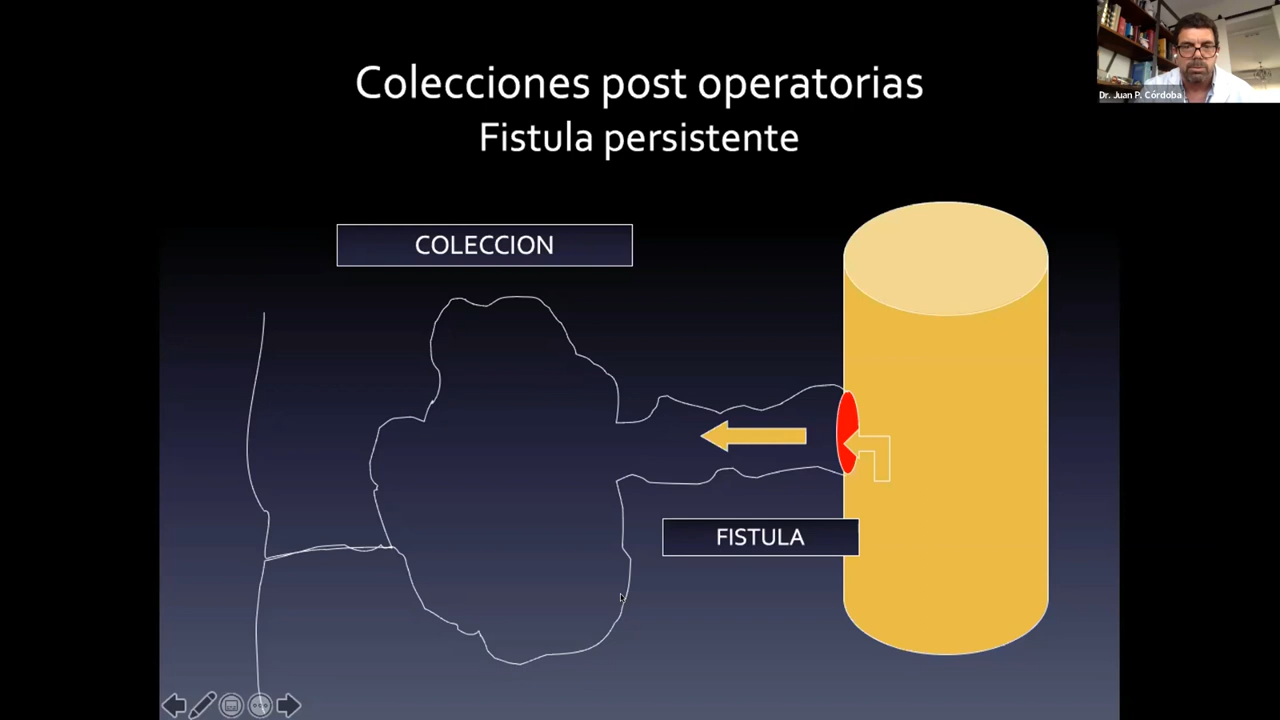 Colecciones post operatorias
Fistula persistente
Dr. Juan P. Córdoba
COLECCION
FISTULA